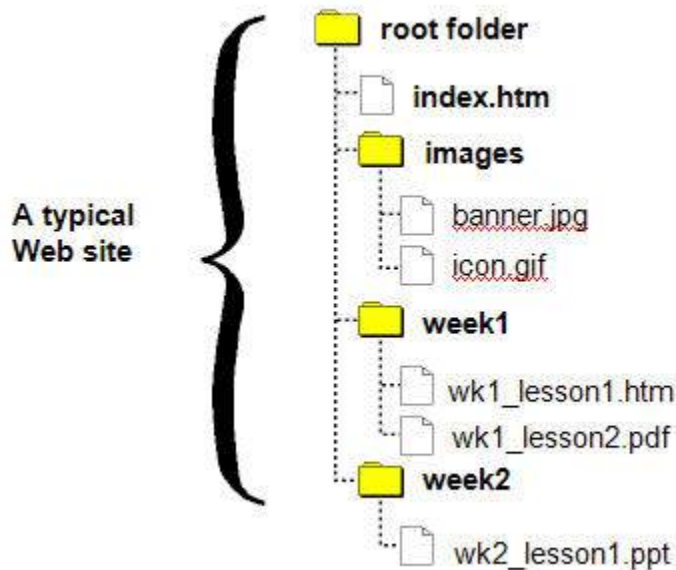 root folder
index.htm
images
banner.jpg
icon.gif
A typical
Web site
week1
wk1_lesson1.htm
wk1_lesson2.pdf
week2
wk2_lesson1.ppt